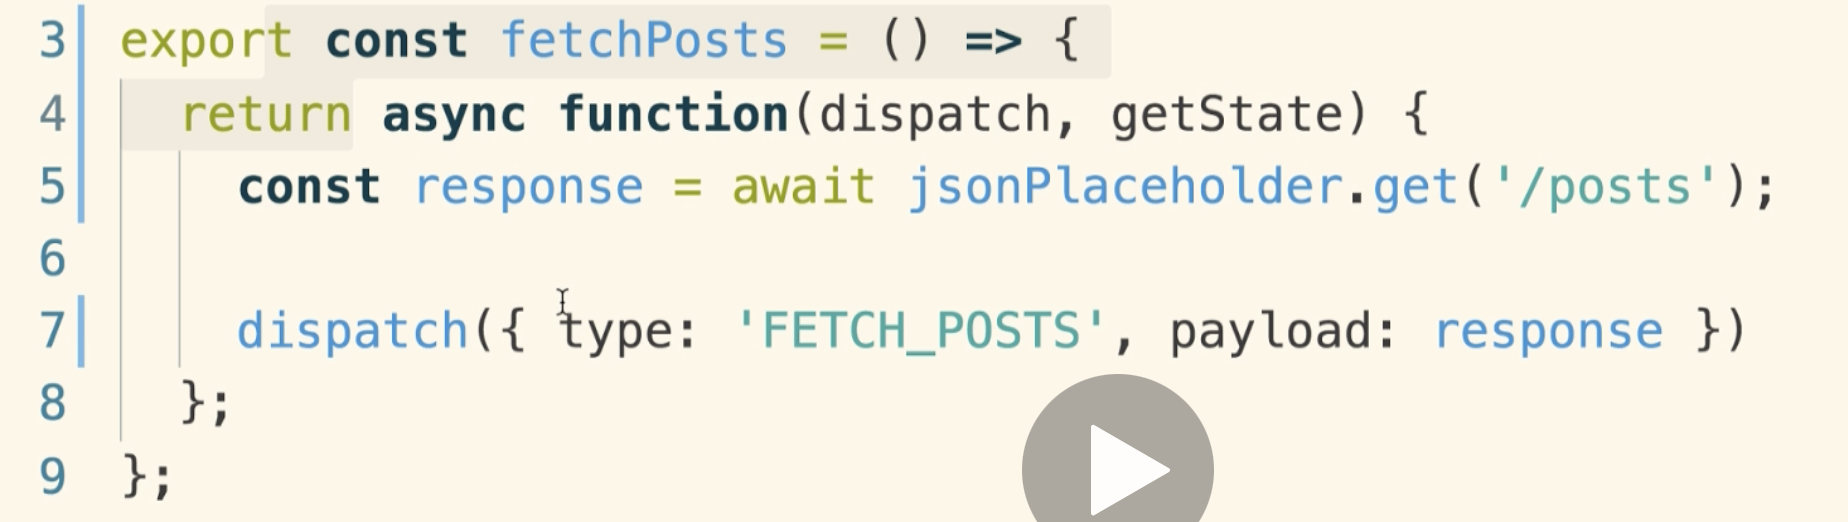 3 export const fetchPosts = () => {
4 return async function(dispatch, getState) {
5 const response = await jsonPlaceholder.get('/posts');
6
7 dispatch({ type: 'FETCH_POSTS', payload: response })
8 };
9 };